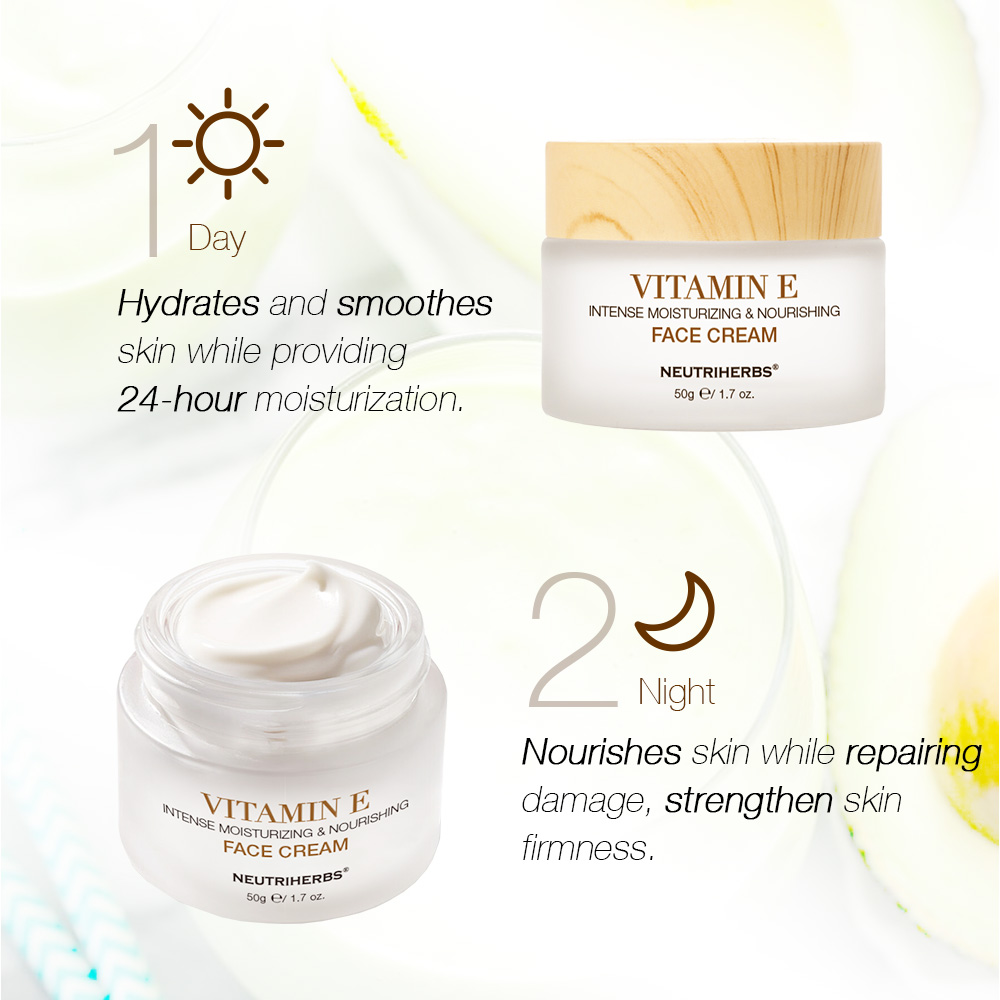 1
Day
Hydrates and smoothes
skin while providing
24-hour moisturization.
VITAMIN E
INTENSE MOISTURIZING & NOURISHING
FACE CREAM
NEUTRIHERBS®
50g ℮/ 1.7 oz.
2
Night
Nourishes skin while repairing
damage, strengthen skin
firmness.
VITAMIN E
INTENSE MOISTURIZING & NOURISHING
FACE CREAM
NEUTRIHERBS®
50g ℮/ 1.7 oz.